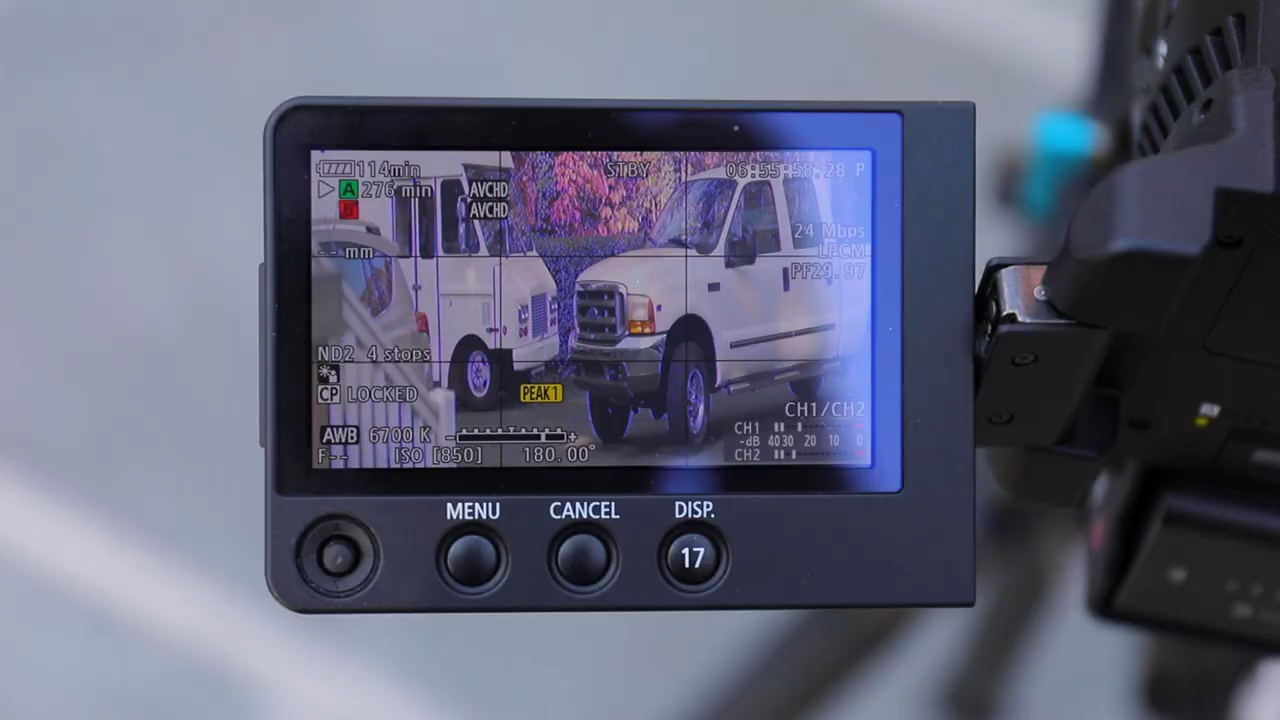 114min STBY 06:55:58.28 P
A 276 min AVCHD
AVCHD
24 Mbps
-- mm LPCM
PF29.97
ND2 4 stops
CP LOCKED PEAK1
CH1/CH2
AWB 6700 K - + CH1
-dB 40 30 20 10 0
F-- ISO [850] 180.00° CH2
MENU CANCEL DISP.
17